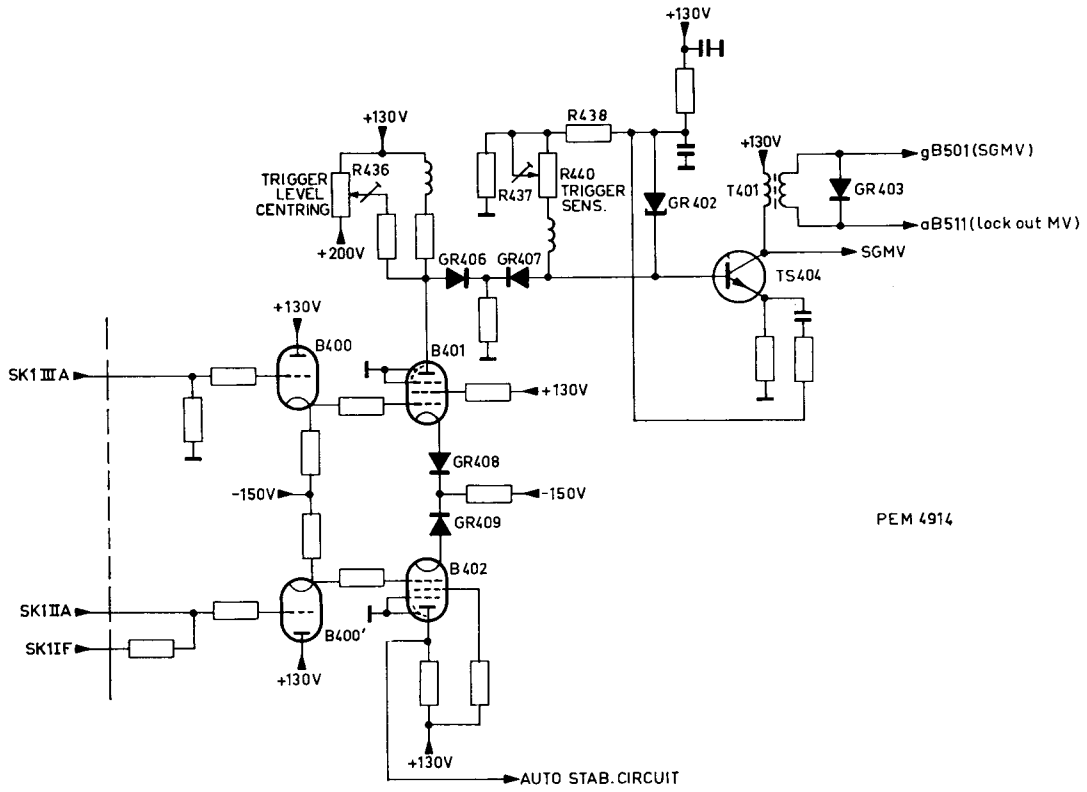 +130V
R438
+130V
R436
TRIGGER
LEVEL
CENTRING
+200V
R437
R440
TRIGGER
SENS.
GR402
+130V
T401
gB501 (SGMV)
GR403
aB511 (lock out MV)
SGMV
TS404
GR406
GR407
+130V
B400
B401
SK1IIIA
+130V
GR408
-150V
-150V
GR409
PEM 4914
B402
SK1IIA
SK1IF
B400'
+130V
+130V
AUTO STAB. CIRCUIT